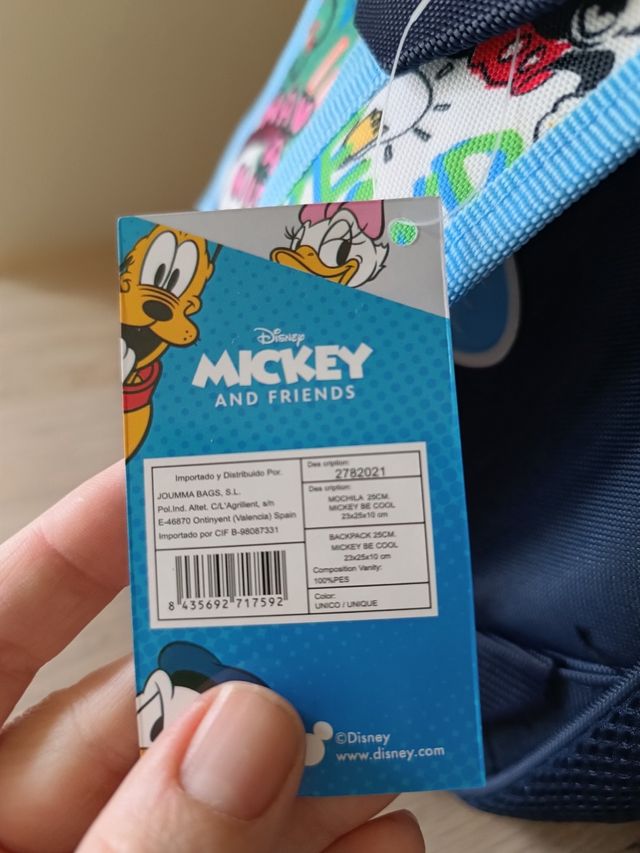 Disney
MICKEY
AND FRIENDS
Importado y Distribuido Por.
JOUMMA BAGS, S.L.
Pol.Ind. Altet. C/L'Agrillent, s/n
E-46870 Ontinyent (Valencia) Spain
Importado por CIF B-98087331
8 435692 717592
Des cription:
2782021
Des cription:
MOCHILA 25CM.
MICKEY BE COOL
23x25x10 cm
BACKPACK 25CM.
MICKEY BE COOL
23x25x10 cm
Composition Vanity:
100%PES
Color:
UNICO / UNIQUE
©Disney
www.disney.com